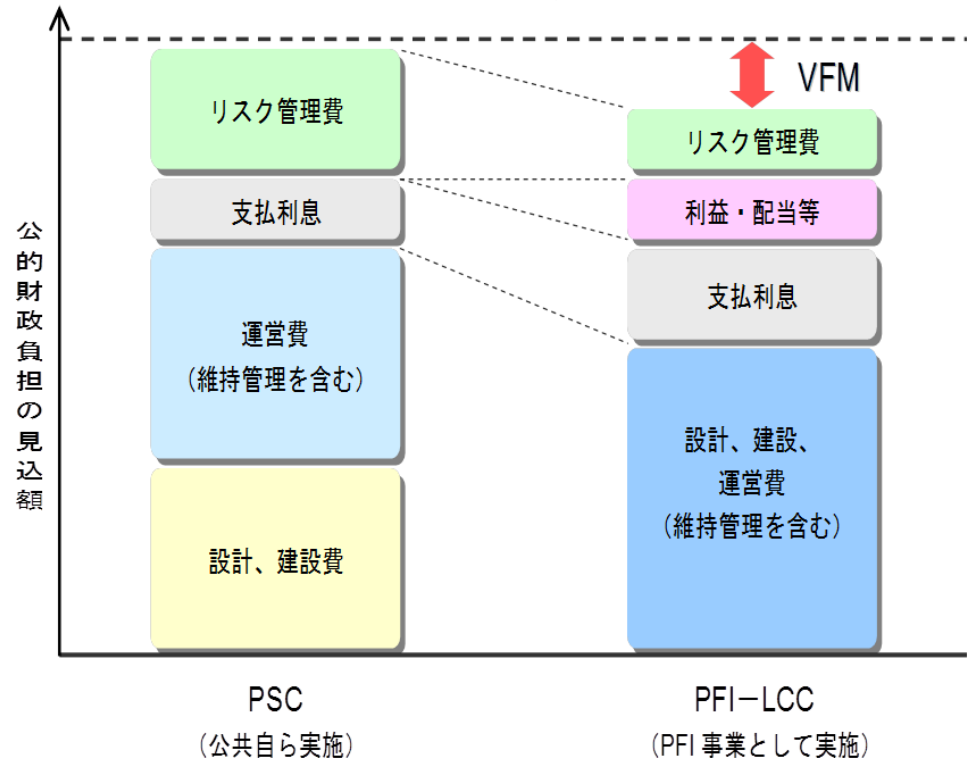 公的財政負担の見込額
リスク管理費
支払利息
運営費
（維持管理を含む）
設計、建設費
PSC
（公共自ら実施）
VFM
リスク管理費
利益・配当等
支払利息
設計、建設、
運営費
（維持管理を含む）
PFI－LCC
（PFI 事業として実施）